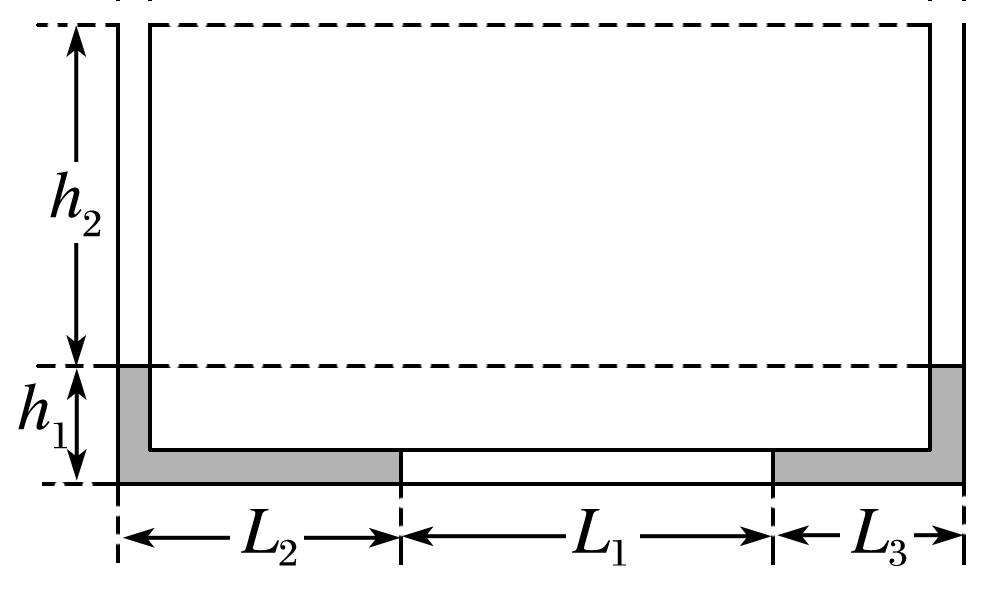 h₂
h₁
L₂ L₁ L₃